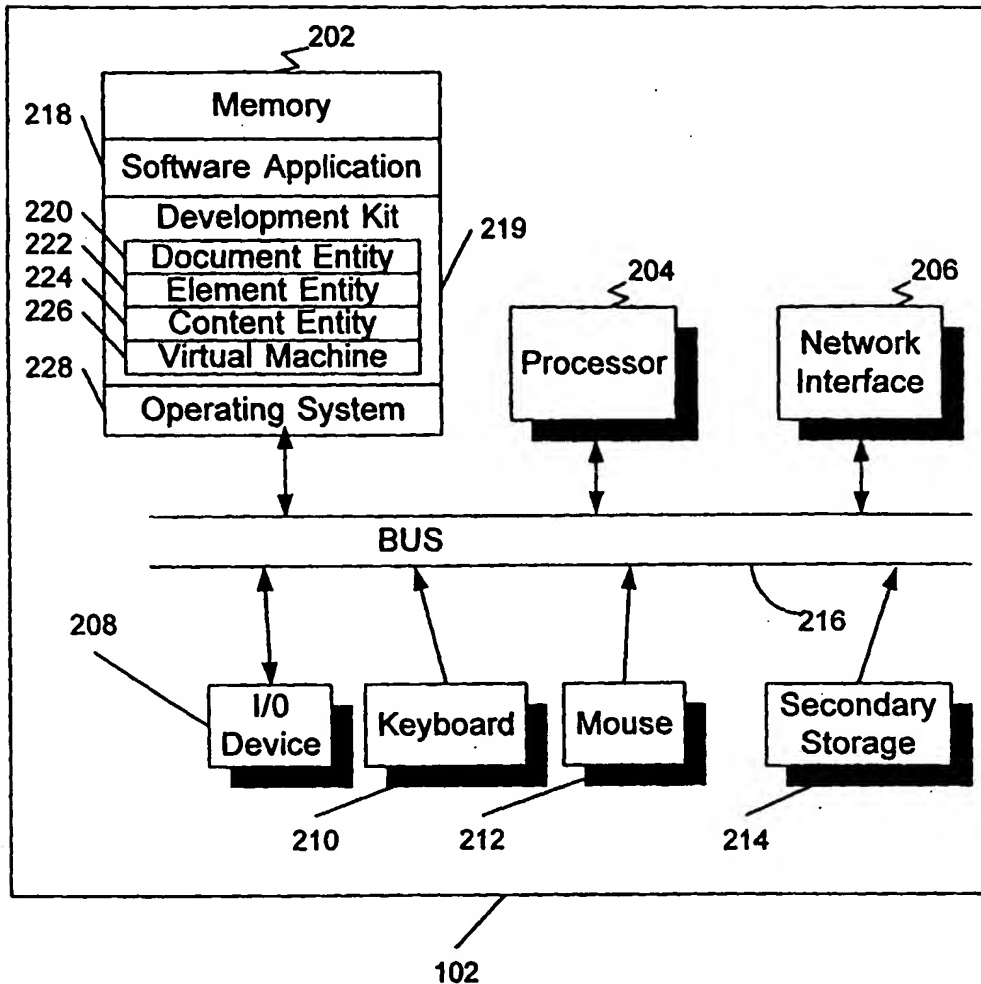 202
Memory
218
Software Application
Development Kit
220
Document Entity
219
222
Element Entity
224
Content Entity
226
Virtual Machine
228
Operating System
204
Processor
206
Network
Interface
BUS
216
208
I/0
Device
Keyboard
Mouse
Secondary
Storage
210
212
214
102